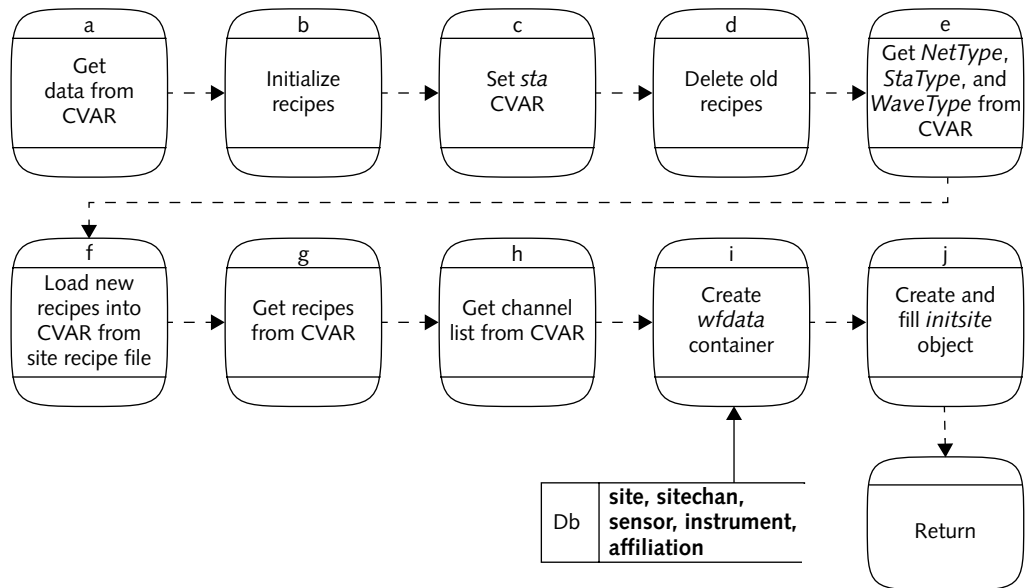 a
Get
data from
CVAR
b
Initialize
recipes
c
Set sta
CVAR
d
Delete old
recipes
e
Get NetType,
StaType, and
WaveType from
CVAR
f
Load new
recipes into
CVAR from
site recipe file
g
Get recipes
from CVAR
h
Get channel
list from CVAR
i
Create
wfdata
container
j
Create and
fill initsite
object
Db
site, sitechan,
sensor, instrument,
affiliation
Return